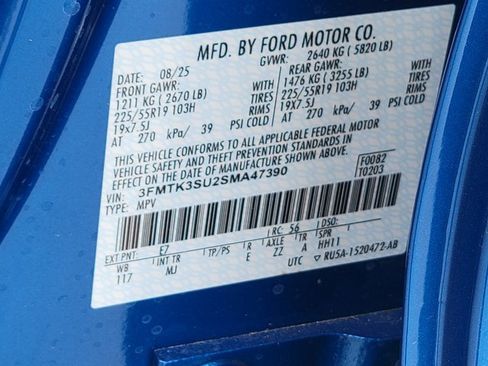 MFD. BY FORD MOTOR CO.
DATE: 08/25 GVWR: 2640 KG (5820 LB)
FRONT GAWR: REAR GAWR:
1211 KG (2670 LB) WITH 1476 KG (3255 LB) WITH
225/55R19 103H TIRES 225/55R19 103H TIRES
19x7.5J RIMS 19x7.5J RIMS
AT 270 kPa/ 39 PSI COLD AT 270 kPa/ 39 PSI COLD
THIS VEHICLE CONFORMS TO ALL APPLICABLE FEDERAL MOTOR
VEHICLE SAFETY AND THEFT PREVENTION STANDARDS IN
EFFECT ON THE DATE OF MANUFACTURE SHOWN ABOVE.
VIN: 3FMTK3SU2SMA47390 F0082
TYPE: MPV T0203
EXT PNT: E7 RC: 56 DSO:
WB INT TR TP/PS R AXLE TR SPR
117 MJ E ZZ A HH11
UTC ▽ RU5A-1520472-AB